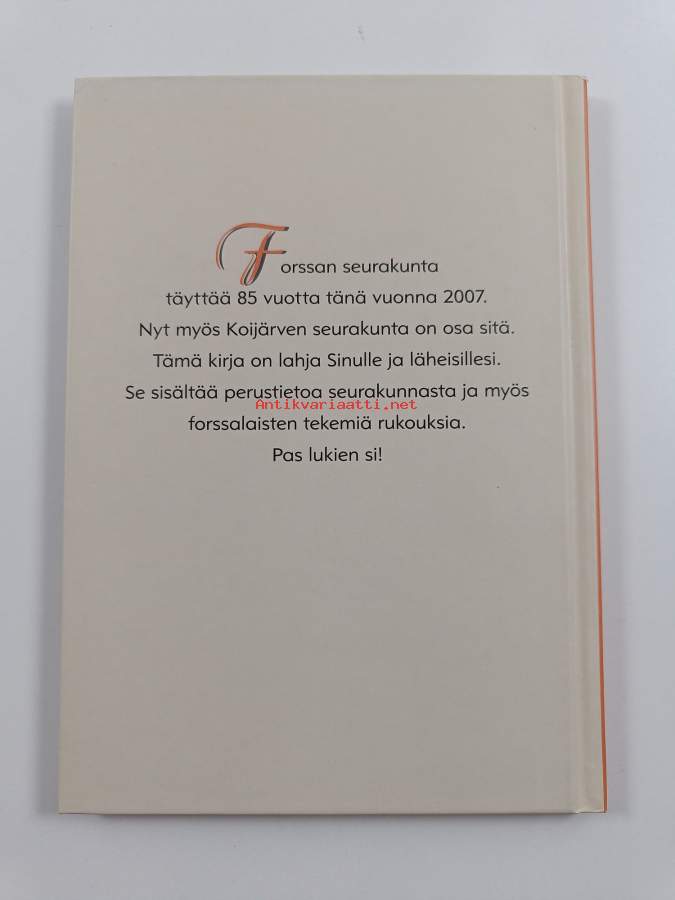 Forssan seurakunta
täyttää 85 vuotta tänä vuonna 2007.
Nyt myös Koijärven seurakunta on osa sitä.
Tämä kirja on lahja Sinulle ja läheisillesi.
Se sisältää perustietoa seurakunnasta ja myös
Antikvariaatti.net
forssalaisten tekemiä rukouksia.
Pas lukien si!